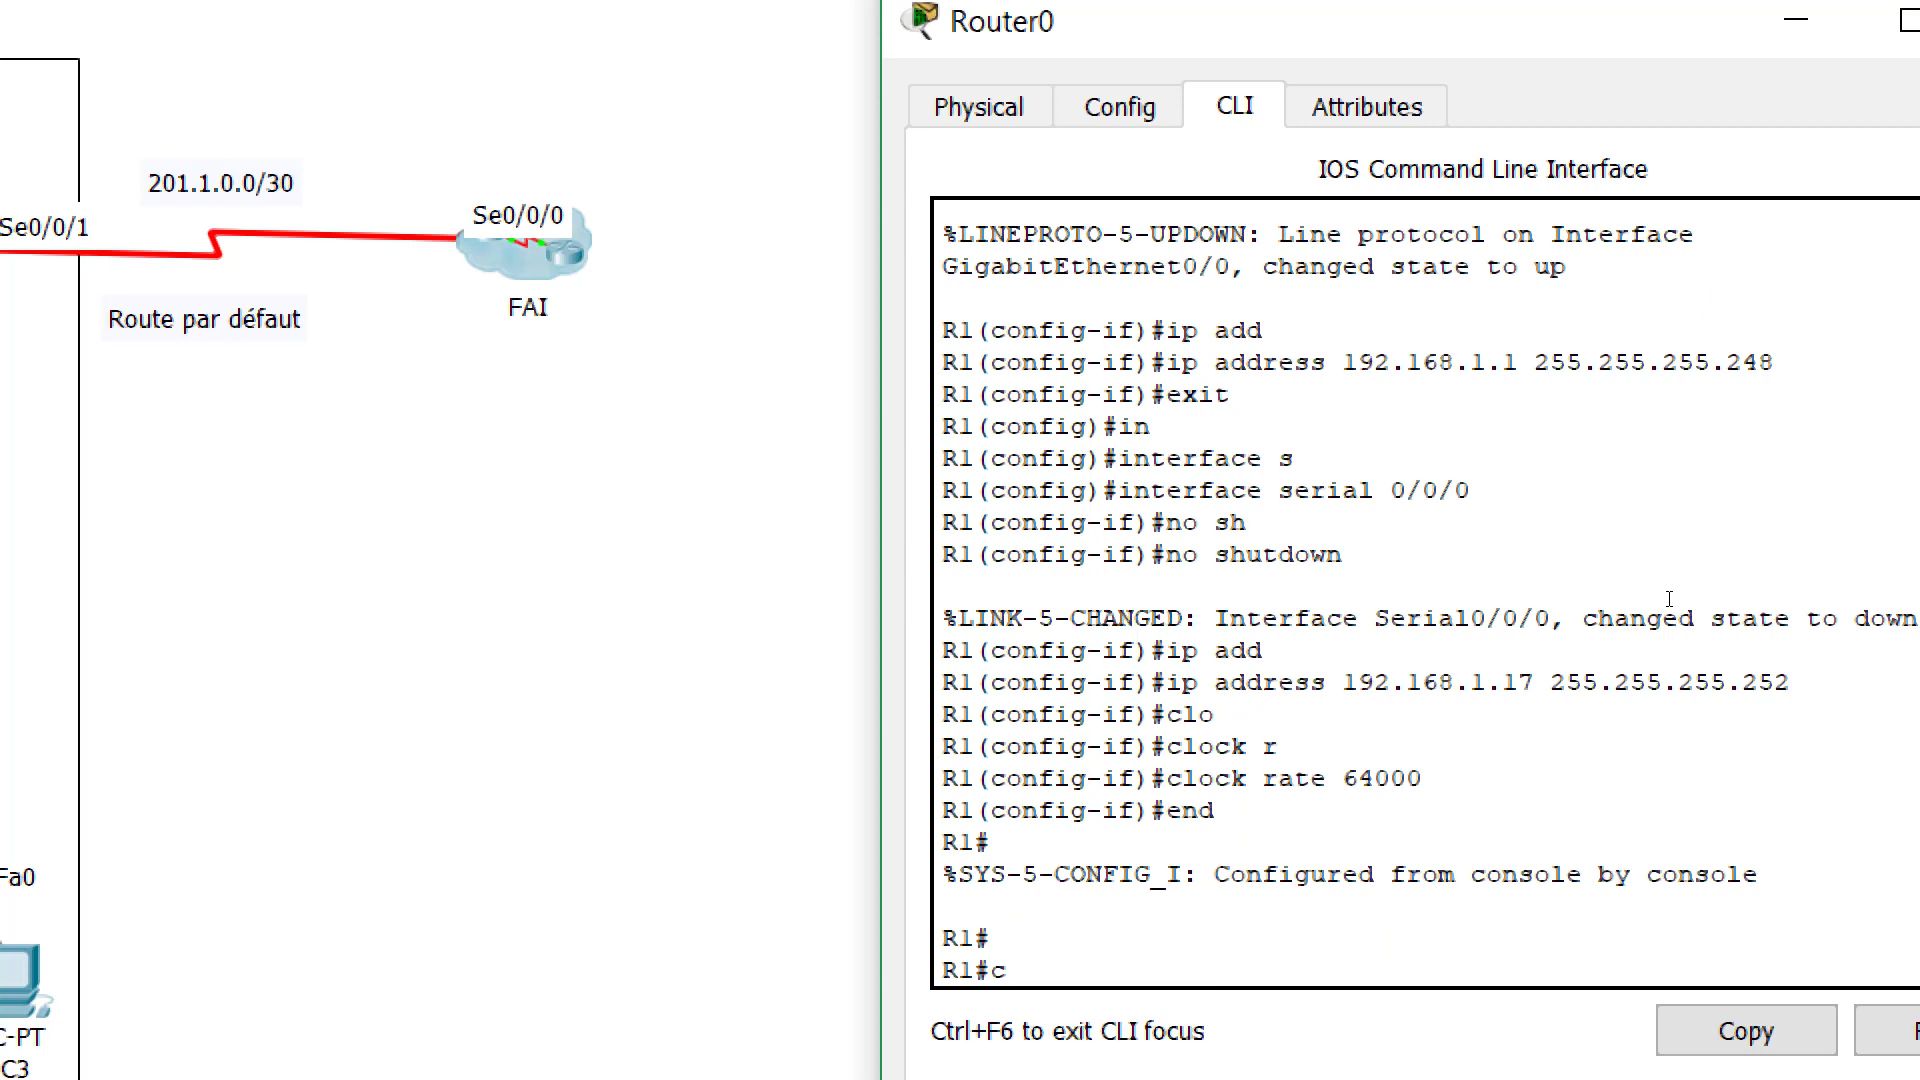 201.1.0.0/30
Se0/0/1
Se0/0/0
FAI
Route par défaut
Fa0
C-PT
C3
Router0
Physical
Config
CLI
Attributes
IOS Command Line Interface
%LINEPROTO-5-UPDOWN: Line protocol on Interface
GigabitEthernet0/0, changed state to up
R1(config-if)#ip add
R1(config-if)#ip address 192.168.1.1 255.255.255.248
R1(config-if)#exit
R1(config)#in
R1(config)#interface s
R1(config)#interface serial 0/0/0
R1(config-if)#no sh
R1(config-if)#no shutdown
%LINK-5-CHANGED: Interface Serial0/0/0, changed state to down
R1(config-if)#ip add
R1(config-if)#ip address 192.168.1.17 255.255.255.252
R1(config-if)#clo
R1(config-if)#clock r
R1(config-if)#clock rate 64000
R1(config-if)#end
R1#
%SYS-5-CONFIG_I: Configured from console by console
R1#
R1#c
Ctrl+F6 to exit CLI focus
Copy